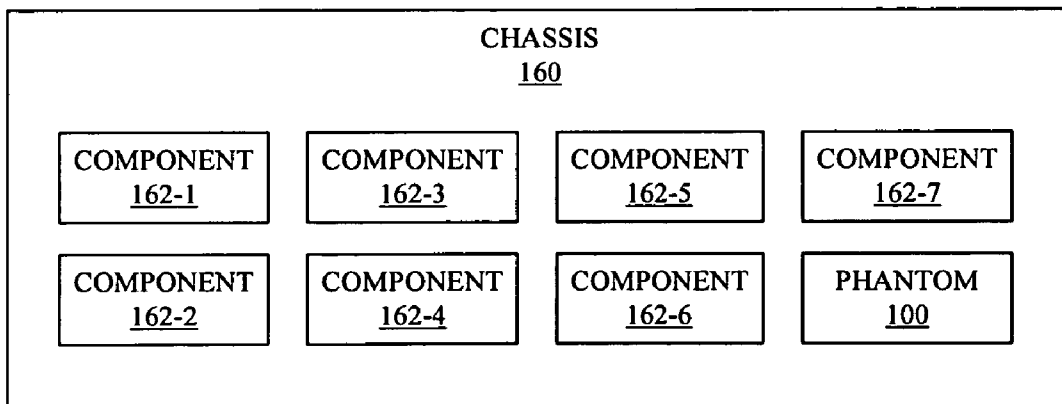 CHASSIS
160
COMPONENT
162-1
COMPONENT
162-3
COMPONENT
162-5
COMPONENT
162-7
COMPONENT
162-2
COMPONENT
162-4
COMPONENT
162-6
PHANTOM
100